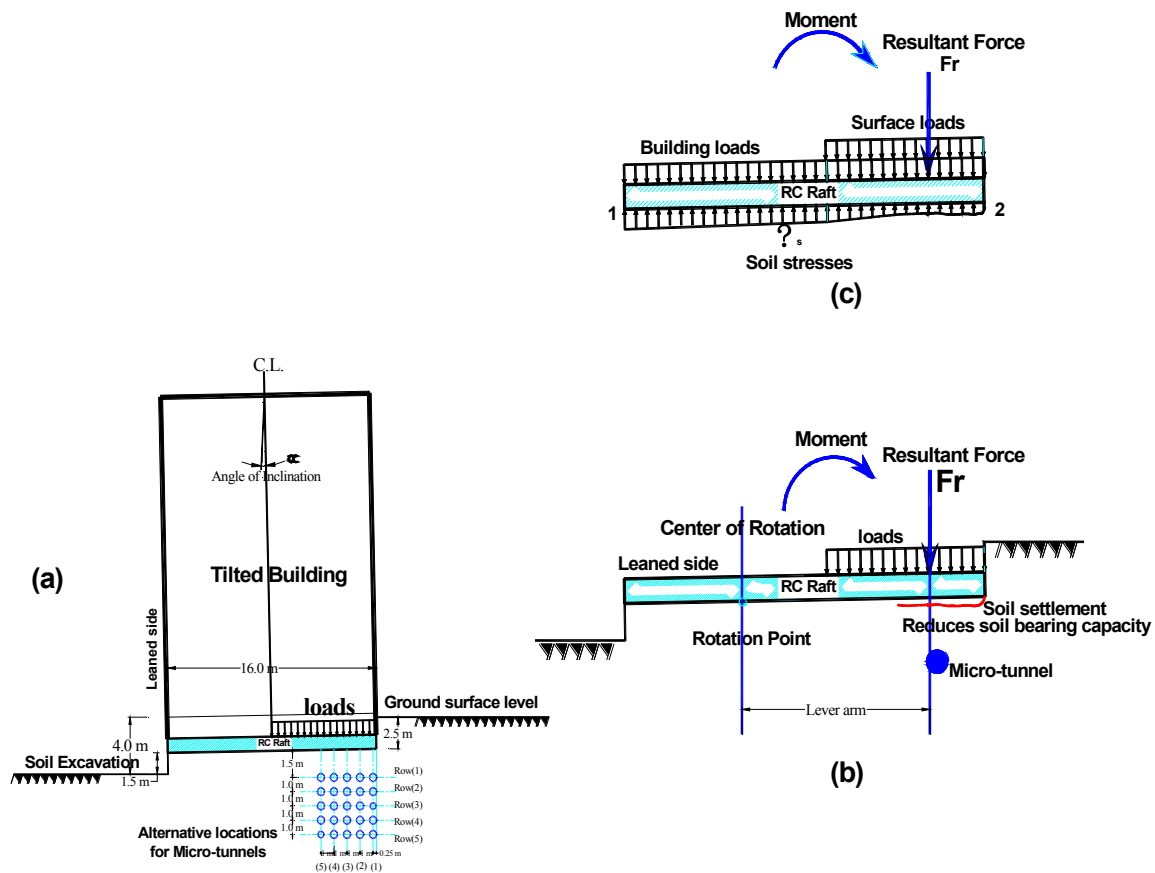 Moment
Resultant Force
Fr
Surface loads
Building loads
RC Raft
1
2
?
s
Soil stresses
(c)
C.L.
Angle of Inclination
(a)
Tilted Building
Leaned side
16.0 m
loads
Ground surface level
4.0 m
RC Raft
2.5 m
Soil Excavation
1.5 m
1.5 m
1.0 m
1.0 m
1.0 m
1.0 m
Row(1)
Row(2)
Row(3)
Row(4)
Row(5)
Alternative locations
for Micro-tunnels
0.25 m
(5)
(4)
(3)
(2)
(1)
Moment
Resultant Force
Fr
Center of Rotation
loads
Leaned side
RC Raft
Soil settlement
Reduces soil bearing capacity
Rotation Point
Micro-tunnel
Lever arm
(b)